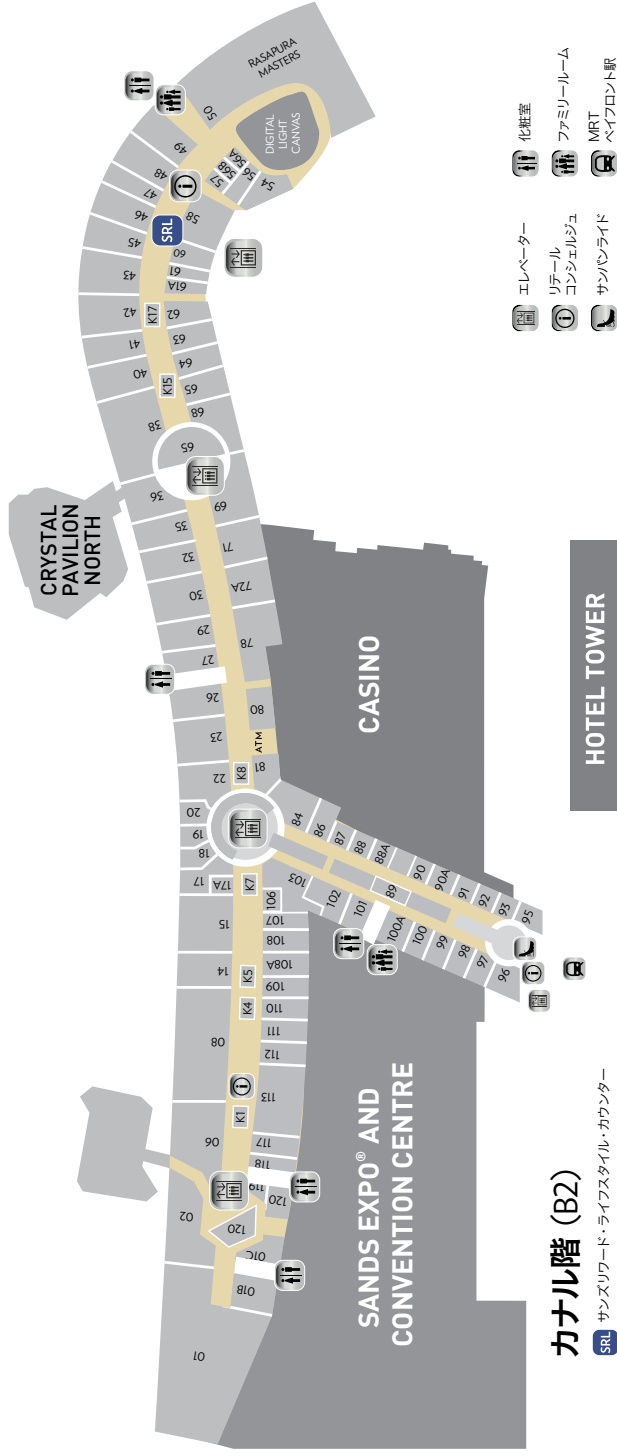 カナル階 (B2)
SRL サンズリワード・ライフスタイル・カウンター
エレベーター
リテール
コンシェルジュ
サンパンライド
化粧室
ファミリールーム
MRT
ベイフロント駅
CRYSTAL
PAVILION
NORTH
RASAPURA
MASTERS
DIGITAL
LIGHT
CANVAS
SRL
CASINO
HOTEL TOWER
SANDS EXPO® AND
CONVENTION CENTRE
ATM
01
02
06
08
14
15
17
17A
18
19
20
22
23
26
27
29
30
32
35
36
38
40
41
42
43
45
46
47
48
49
50
01B
01C
120
120
119
118
117
113
112
111
110
109
108A
108
107
106
K1
K4
K5
K7
K8
K15
K17
81
80
78
72A
71
69
65
68
65
64
63
62
61A
61
60
58
57
56B
56A
56
54
103
102
101
100A
100
99
98
97
96
89
84
86
87
88
88A
90
90A
91
92
93
95